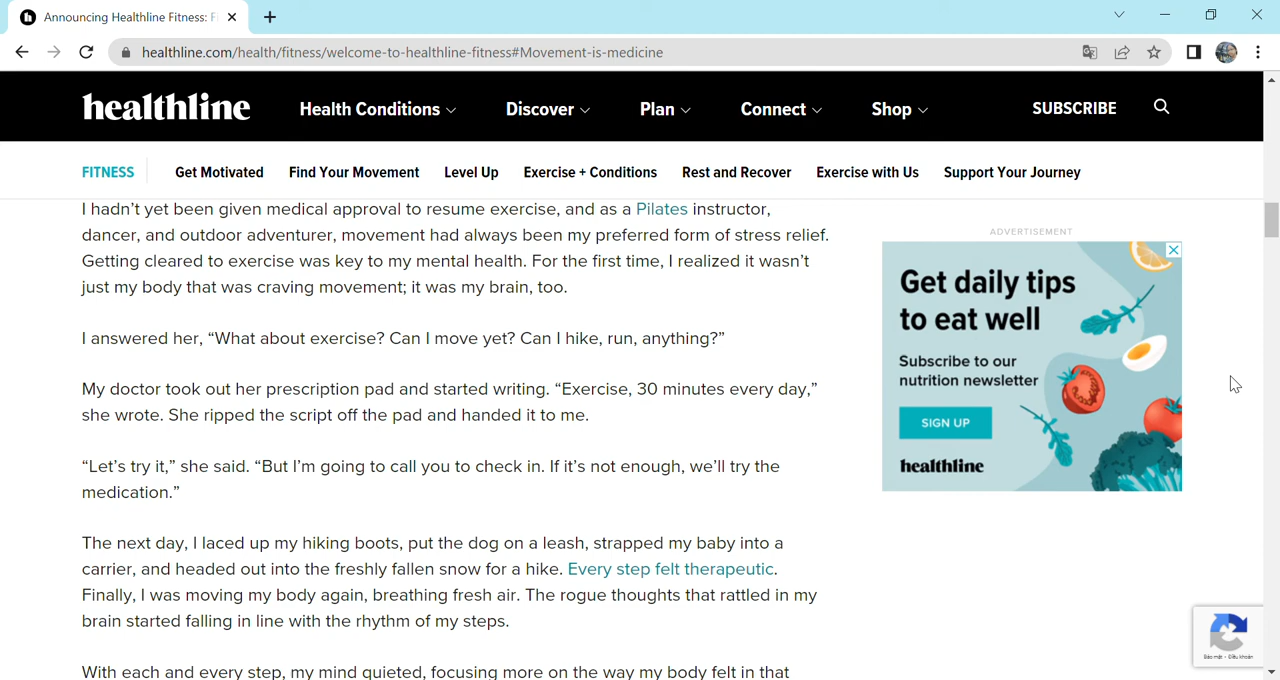 Announcing Healthline Fitness: F
healthline.com/health/fitness/welcome-to-healthline-fitness#Movement-is-medicine
healthline
Health Conditions
Discover
Plan
Connect
Shop
SUBSCRIBE
FITNESS
Get Motivated
Find Your Movement
Level Up
Exercise + Conditions
Rest and Recover
Exercise with Us
Support Your Journey
I hadn’t yet been given medical approval to resume exercise, and as a Pilates instructor,
dancer, and outdoor adventurer, movement had always been my preferred form of stress relief.
Getting cleared to exercise was key to my mental health. For the first time, I realized it wasn’t
just my body that was craving movement; it was my brain, too.
I answered her, “What about exercise? Can I move yet? Can I hike, run, anything?”
My doctor took out her prescription pad and started writing. “Exercise, 30 minutes every day,”
she wrote. She ripped the script off the pad and handed it to me.
“Let’s try it,” she said. “But I’m going to call you to check in. If it’s not enough, we’ll try the
medication.”
The next day, I laced up my hiking boots, put the dog on a leash, strapped my baby into a
carrier, and headed out into the freshly fallen snow for a hike. Every step felt therapeutic.
Finally, I was moving my body again, breathing fresh air. The rogue thoughts that rattled in my
brain started falling in line with the rhythm of my steps.
With each and every step, my mind quieted, focusing more on the way my body felt in that
ADVERTISEMENT
Get daily tips
to eat well
Subscribe to our
nutrition newsletter
SIGN UP
healthline
Bảo mật - Điều khoản